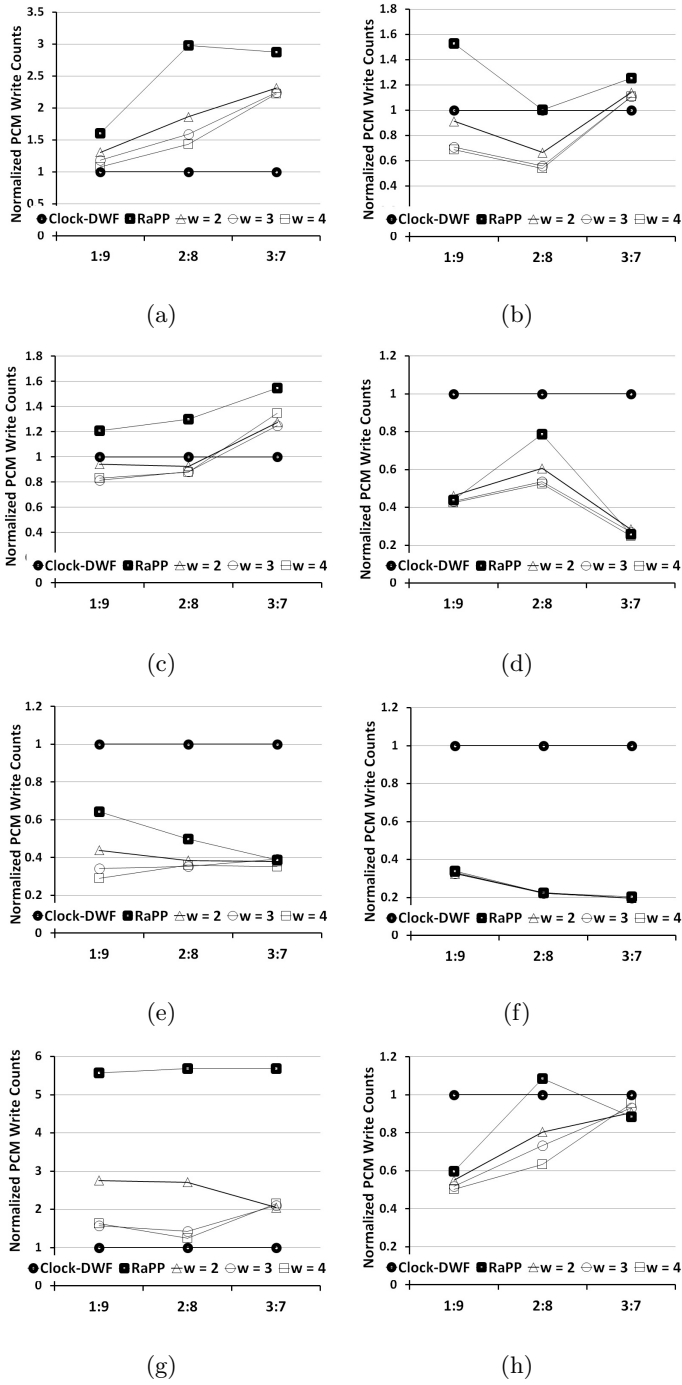 Normalized PCM Write Counts
3.5
3
2.5
2
1.5
1
0.5
Clock-DWF RaPP w = 2 w = 3 w = 4
0
1:9 2:8 3:7
(a)
Normalized PCM Write Counts
1.8
1.6
1.4
1.2
1
0.8
0.6
0.4
Clock-DWF RaPP w = 2 w = 3 w = 4
0
1:9 2:8 3:7
(b)
Normalized PCM Write Counts
1.8
1.6
1.4
1.2
1
0.8
0.6
0.4
Clock-DWF RaPP w = 2 w = 3 w = 4
0
1:9 2:8 3:7
(c)
Normalized PCM Write Counts
1.2
1
0.8
0.6
0.4
0.2
Clock-DWF RaPP w = 2 w = 3 w = 4
0
1:9 2:8 3:7
(d)
Normalized PCM Write Counts
1.2
1
0.8
0.6
0.4
0.2
Clock-DWF RaPP w = 2 w = 3 w = 4
0
1:9 2:8 3:7
(e)
Normalized PCM Write Counts
1.2
1
0.8
0.6
0.4
0.2
Clock-DWF RaPP w = 2 w = 3 w = 4
0
1:9 2:8 3:7
(f)
Normalized PCM Write Counts
6
5
4
3
2
1
Clock-DWF RaPP w = 2 w = 3 w = 4
0
1:9 2:8 3:7
(g)
Normalized PCM Write Counts
1.2
1
0.8
0.6
0.4
0.2
Clock-DWF RaPP w = 2 w = 3 w = 4
0
1:9 2:8 3:7
(h)